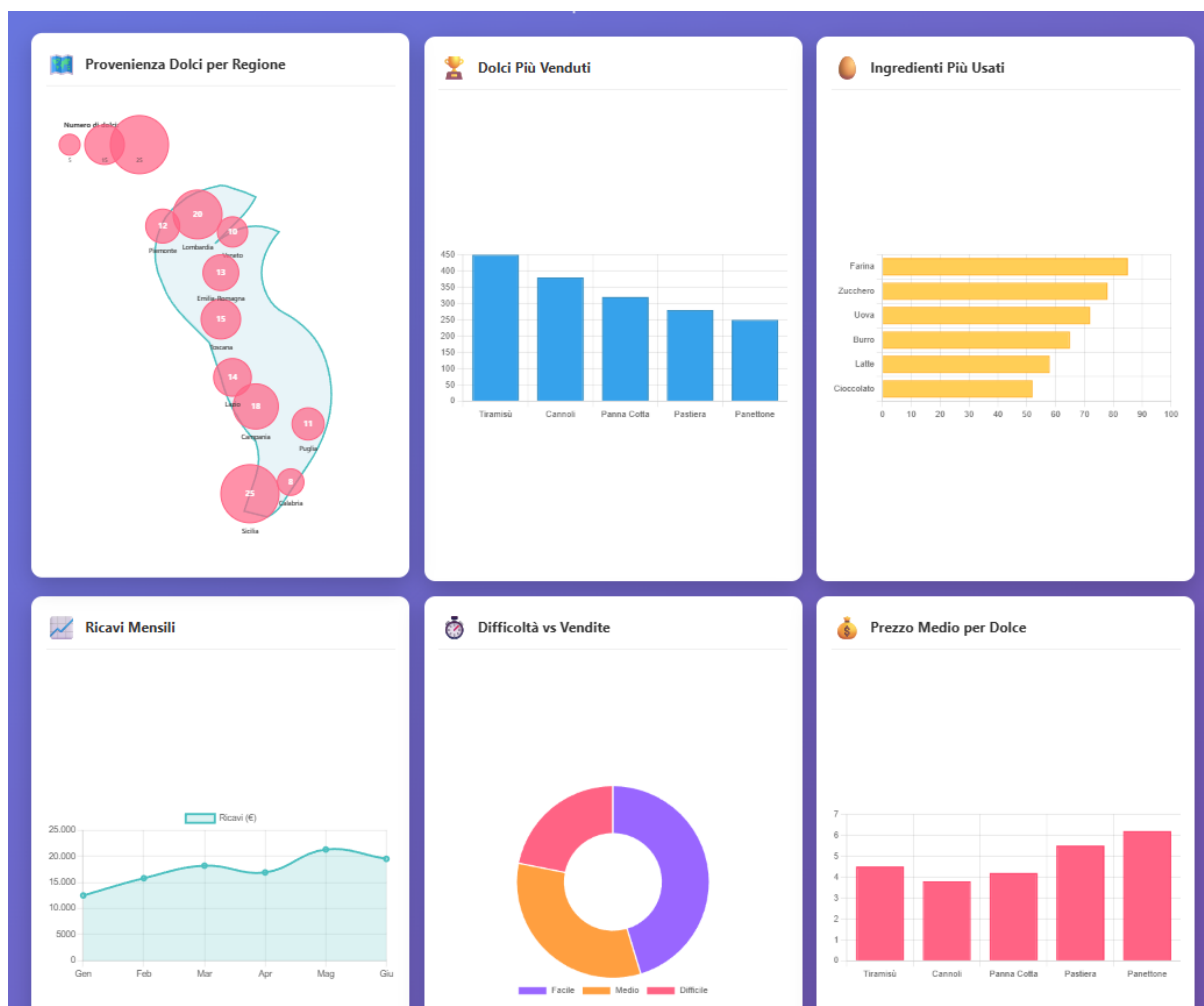 Provenienza Dolci per Regione
Numero di dolci:
5
15
25
20
12
10
Piemonte
Lombardia
Veneto
13
Emilia-Romagna
15
Toscana
14
Lazio
18
Campania
11
Puglia
25
8
Calabria
Sicilia
Dolci Più Venduti
450
400
350
300
250
200
150
100
50
0
Tiramisù Cannoli Panna Cotta Pastiera Panettone
Ingredienti Più Usati
Farina
Zucchero
Uova
Burro
Latte
Cioccolato
0 10 20 30 40 50 60 70 80 90 100
Ricavi Mensili
Ricavi (€)
25.000
20.000
15.000
10.000
5000
0
Gen Feb Mar Apr Mag Giu
Difficoltà vs Vendite
Facile Medio Difficile
Prezzo Medio per Dolce
7
6
5
4
3
2
1
0
Tiramisù Cannoli Panna Cotta Pastiera Panettone